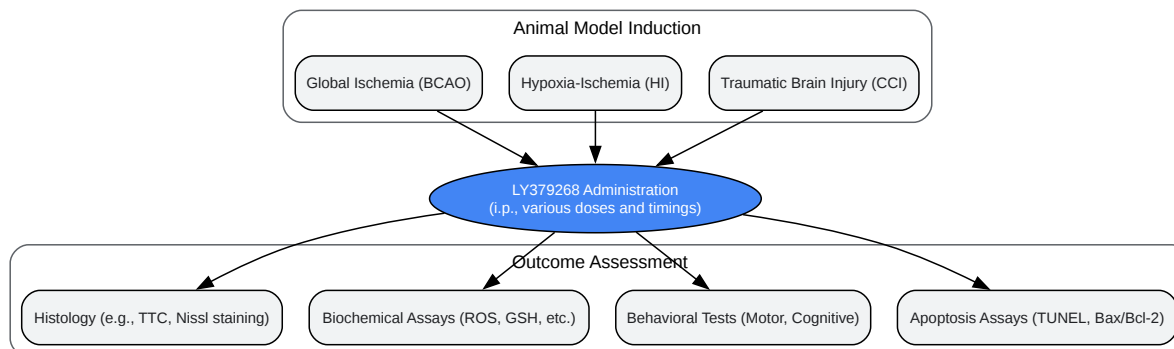 Animal Model Induction
Global Ischemia (BCAO)
Hypoxia-Ischemia (HI)
Traumatic Brain Injury (CCI)
LY379268 Administration
(i.p., various doses and timings)
Outcome Assessment
Histology (e.g., TTC, Nissl staining)
Biochemical Assays (ROS, GSH, etc.)
Behavioral Tests (Motor, Cognitive)
Apoptosis Assays (TUNEL, Bax/Bcl-2)